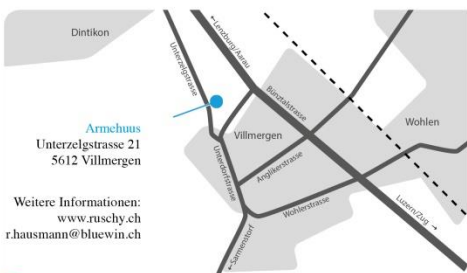 Dintikon
Unterzelgstrasse
←Lenzburg/Aarau
Bünztalstrasse
Wohlen
Villmergen
Armehuus
Unterzelgstrasse 21
5612 Villmergen
Unterdorfstrasse
Anglikerstrasse
Wohlerstrasse
Luzern/Zug →
←Sarmenstorf
Weitere Informationen:
www.ruschy.ch
r.hausmann@bluewin.ch